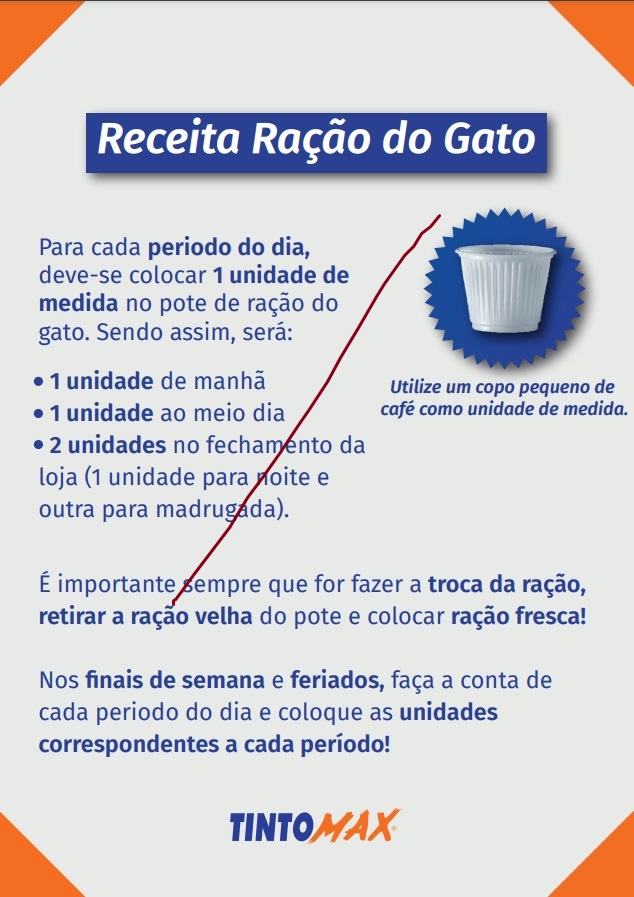 Receita Ração do Gato
Para cada periodo do dia,
deve-se colocar 1 unidade de
medida no pote de ração do
gato. Sendo assim, será:
• 1 unidade de manhã
• 1 unidade ao meio dia
• 2 unidades no fechamento da
loja (1 unidade para noite e
outra para madrugada).
Utilize um copo pequeno de
café como unidade de medida.
É importante sempre que for fazer a troca da ração,
retirar a ração velha do pote e colocar ração fresca!
Nos finais de semana e feriados, faça a conta de
cada periodo do dia e coloque as unidades
correspondentes a cada período!
TINTOMAX®